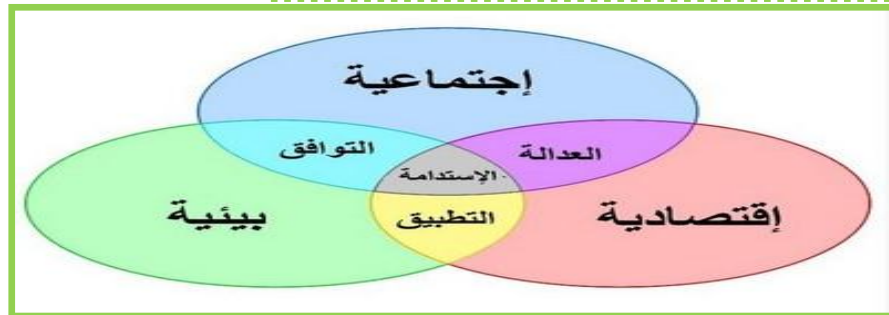 إجتماعية
العدالة
التوافق
الإستدامة
إقتصادية
التطبيق
بيئية